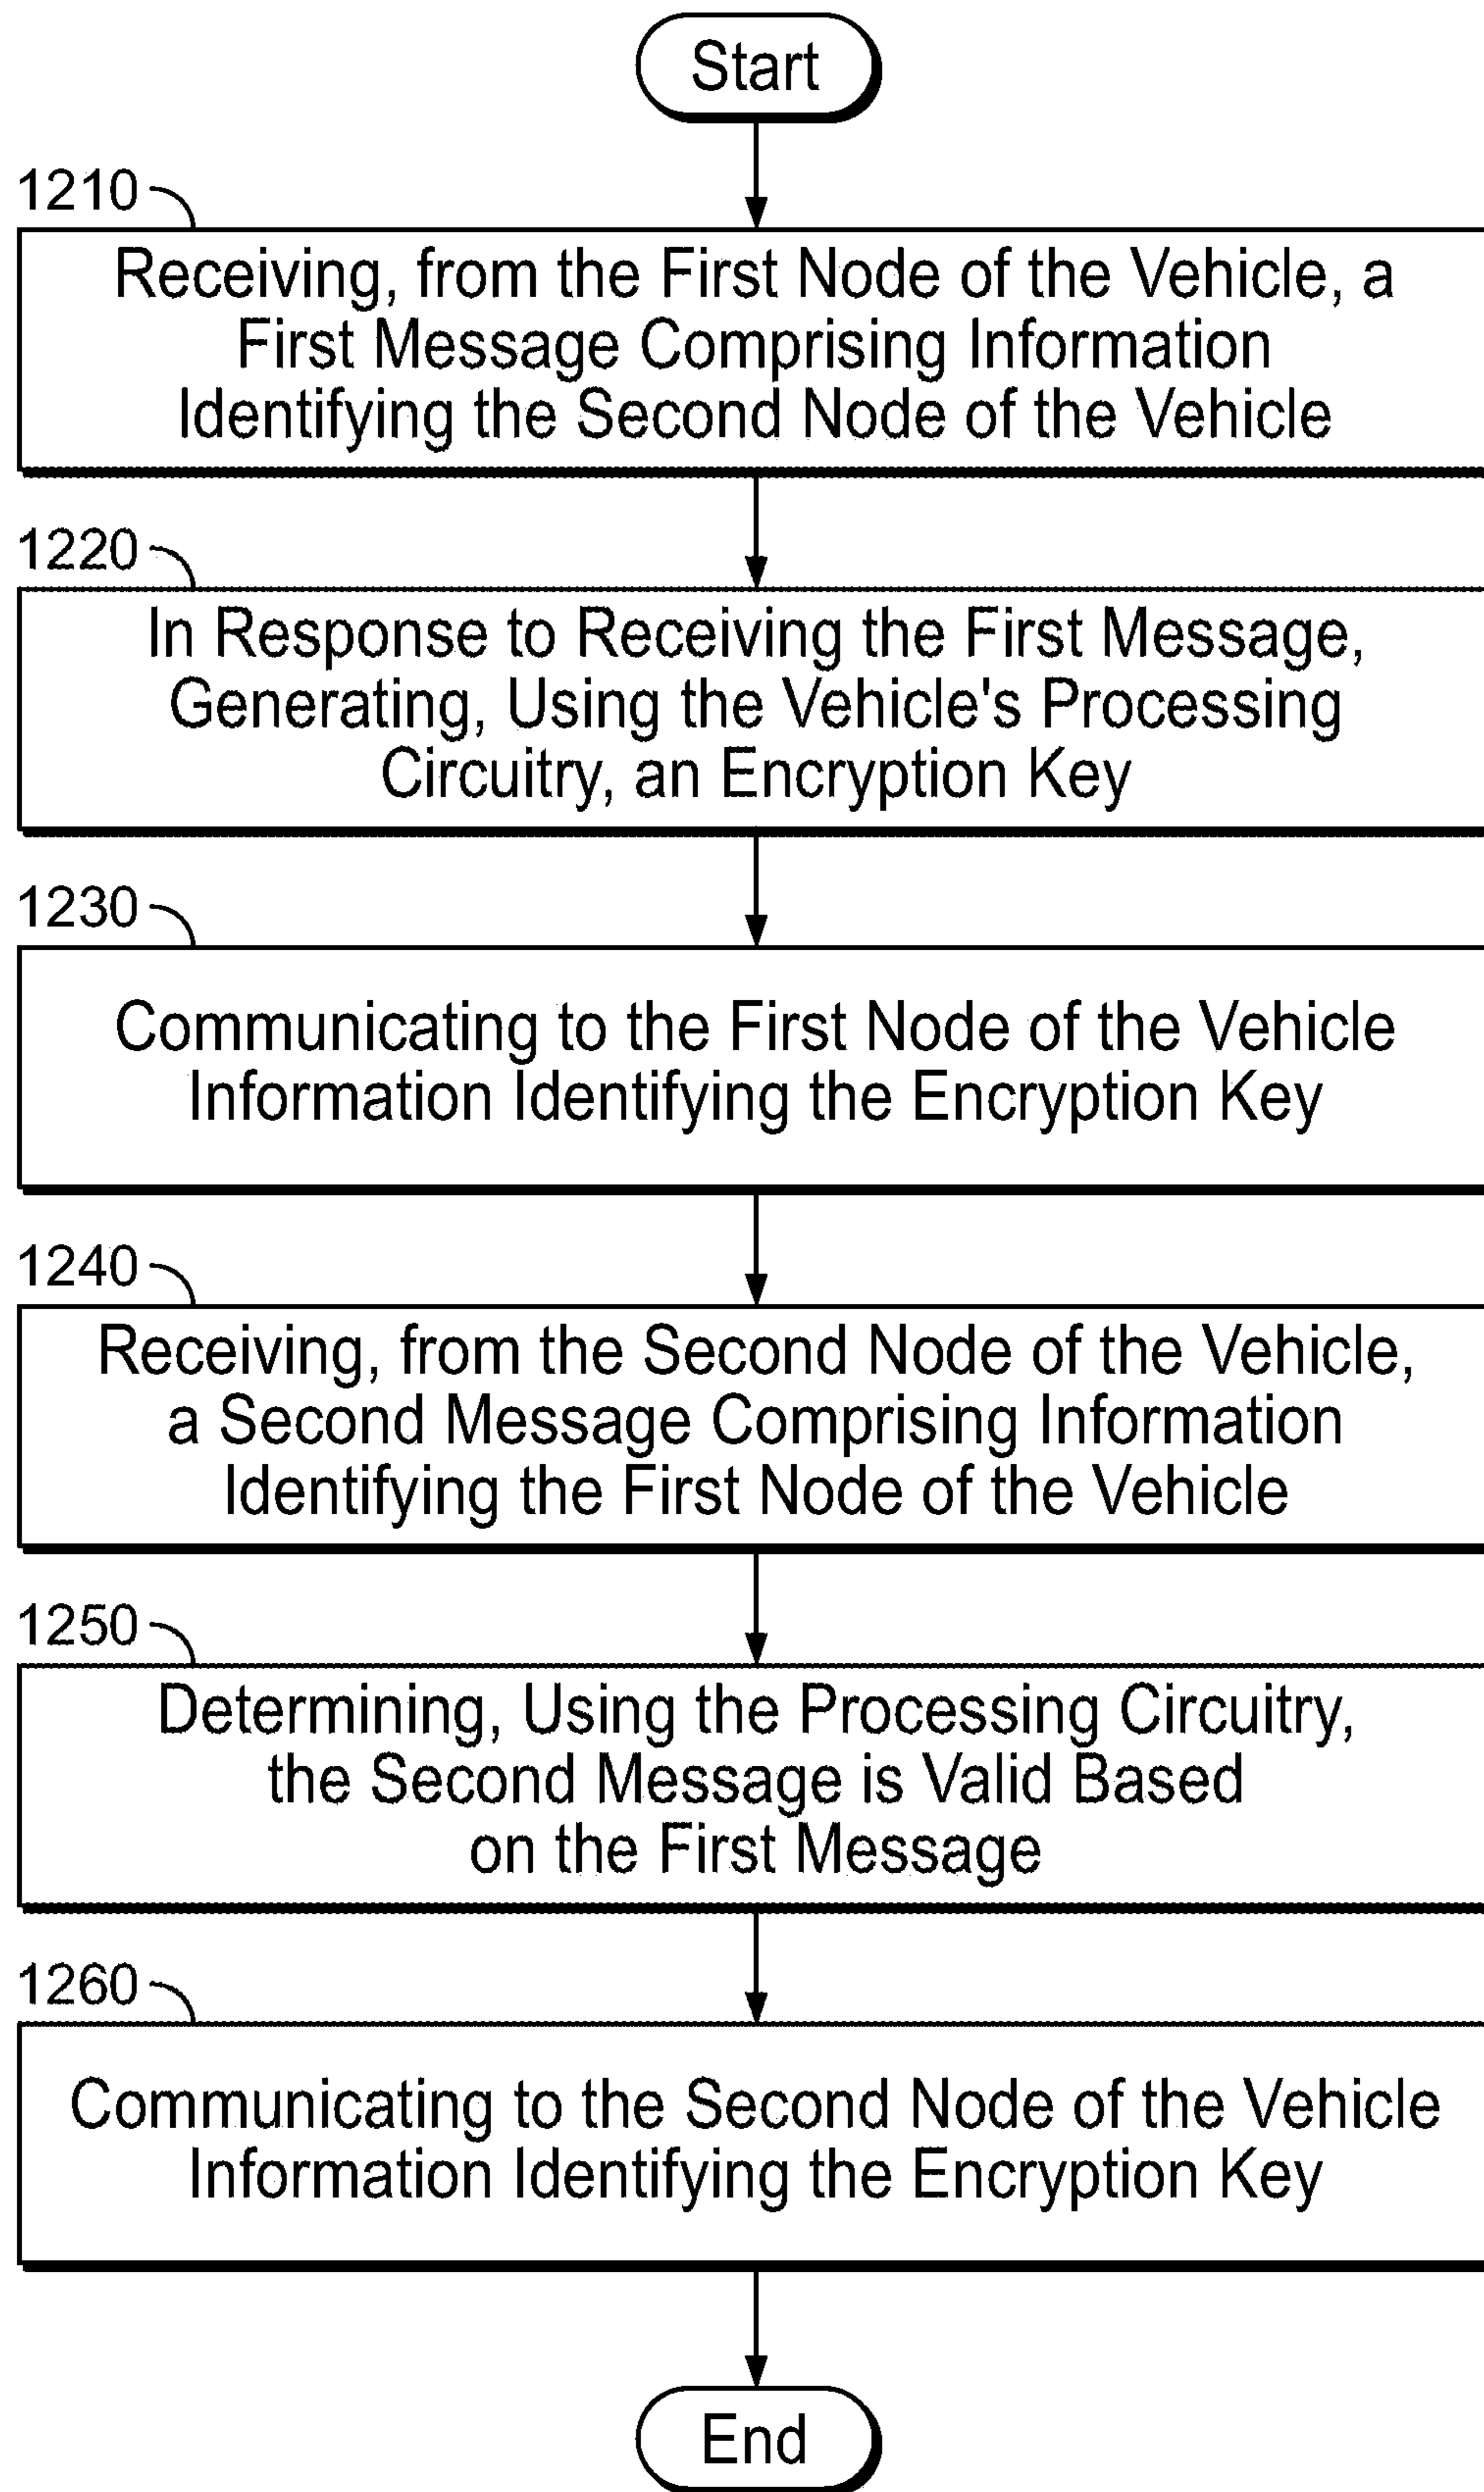 Start
1210
Receiving, from the First Node of the Vehicle, a
First Message Comprising Information
Identifying the Second Node of the Vehicle
1220
In Response to Receiving the First Message,
Generating, Using the Vehicle's Processing
Circuitry, an Encryption Key
1230
Communicating to the First Node of the Vehicle
Information Identifying the Encryption Key
1240
Receiving, from the Second Node of the Vehicle,
a Second Message Comprising Information
Identifying the First Node of the Vehicle
1250
Determining, Using the Processing Circuitry,
the Second Message is Valid Based
on the First Message
1260
Communicating to the Second Node of the Vehicle
Information Identifying the Encryption Key
End